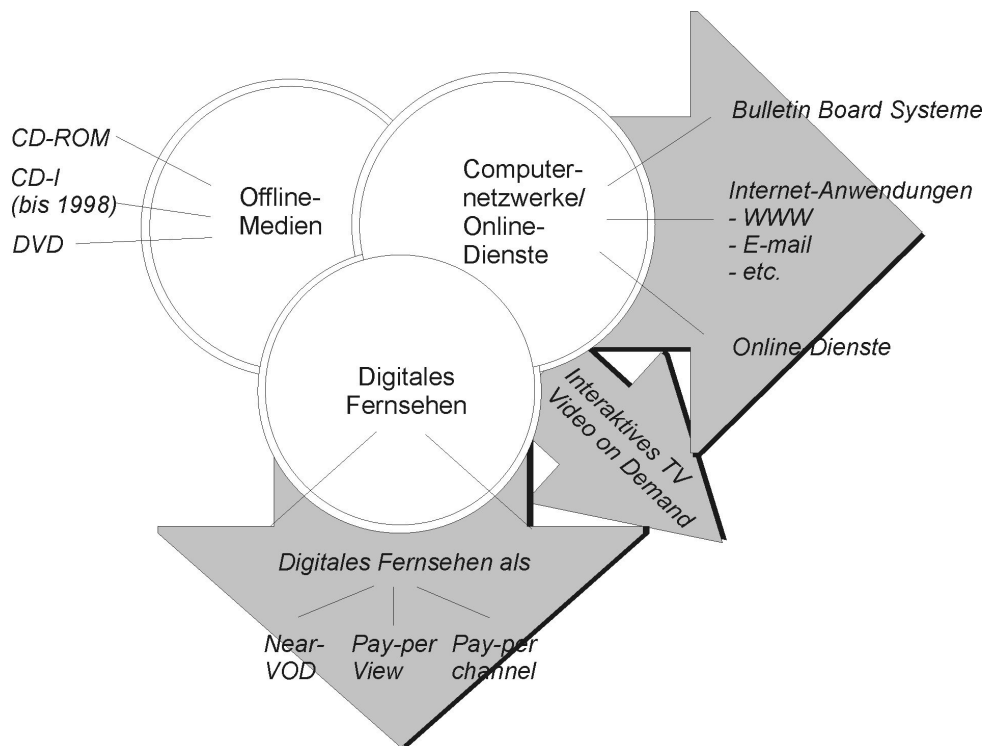 CD-ROM
CD-I
(bis 1998)
DVD
Offline-
Medien
Computer-
netzwerke/
Online-
Dienste
Bulletin Board Systeme
Internet-Anwendungen
- WWW
- E-mail
- etc.
Online-Dienste
Digitales
Fernsehen
Interaktives TV
Video on Demand
Digitales Fernsehen als
Near-
VOD
Pay-per
View
Pay-per
channel